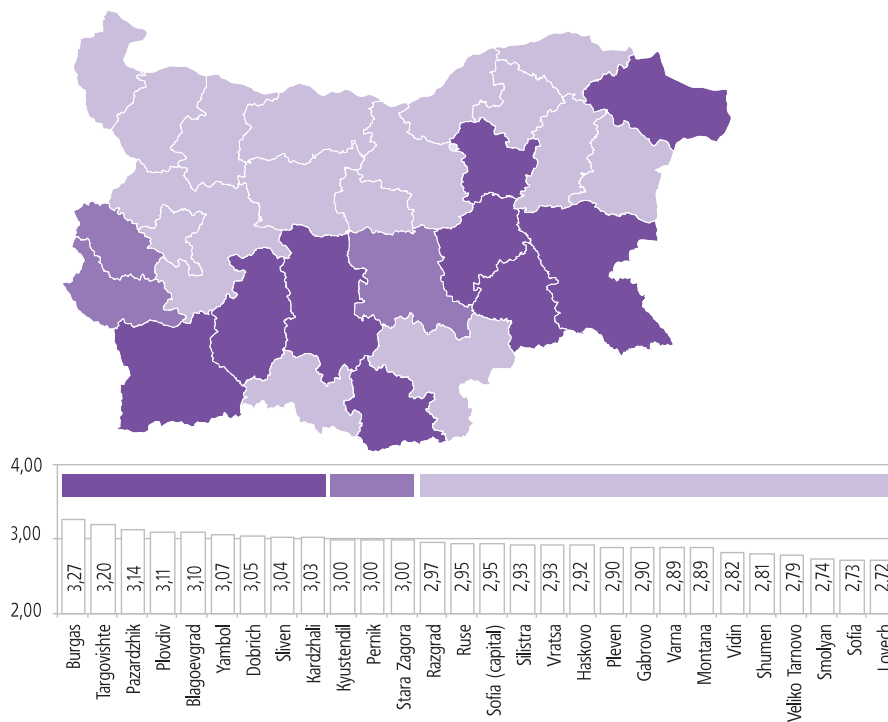 4,00
3,00
2,00
3,27
3,20
3,14
3,11
3,10
3,07
3,05
3,04
3,03
3,00
3,00
3,00
2,97
2,95
2,95
2,93
2,93
2,92
2,90
2,90
2,89
2,89
2,82
2,81
2,79
2,74
2,73
2,72
Burgas
Targovishte
Pazardzhik
Plovdiv
Blagoevgrad
Yambol
Dobrich
Sliven
Kardzhali
Kyustendil
Pernik
Stara Zagora
Razgrad
Ruse
Sofia (capital)
Silistra
Vratsa
Haskovo
Pleven
Gabrovo
Varna
Montana
Vidin
Shumen
Veliko Tarnovo
Smolyan
Sofia
Lovech